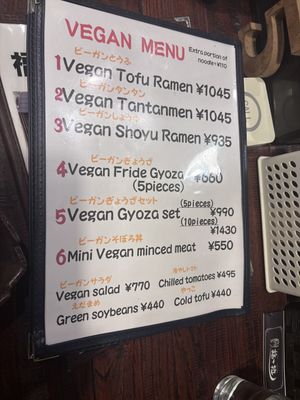 VEGAN MENU
Extra portion of
noodle+¥110
ビーガンとうふ
1 Vegan Tofu Ramen ¥1045
ビーガンタンタン
2 Vegan Tantanmen ¥1045
ビーガンしょうゆ
3 Vegan Shoyu Ramen ¥935
ビーガンぎょうざ
4 Vegan Fride Gyoza ¥660
(5pieces)
ビーガンぎょうざセット
5 Vegan Gyoza set (5pieces) ¥990
(10pieces) ¥1430
ビーガンそぼろ丼
6 Mini Vegan minced meat ¥550
ビーガンサラダ
Vegan salad ¥770
冷やしトマト
Chilled tomatoes ¥495
えだまめ
Green soybeans ¥440
やっこ
Cold tofu ¥440